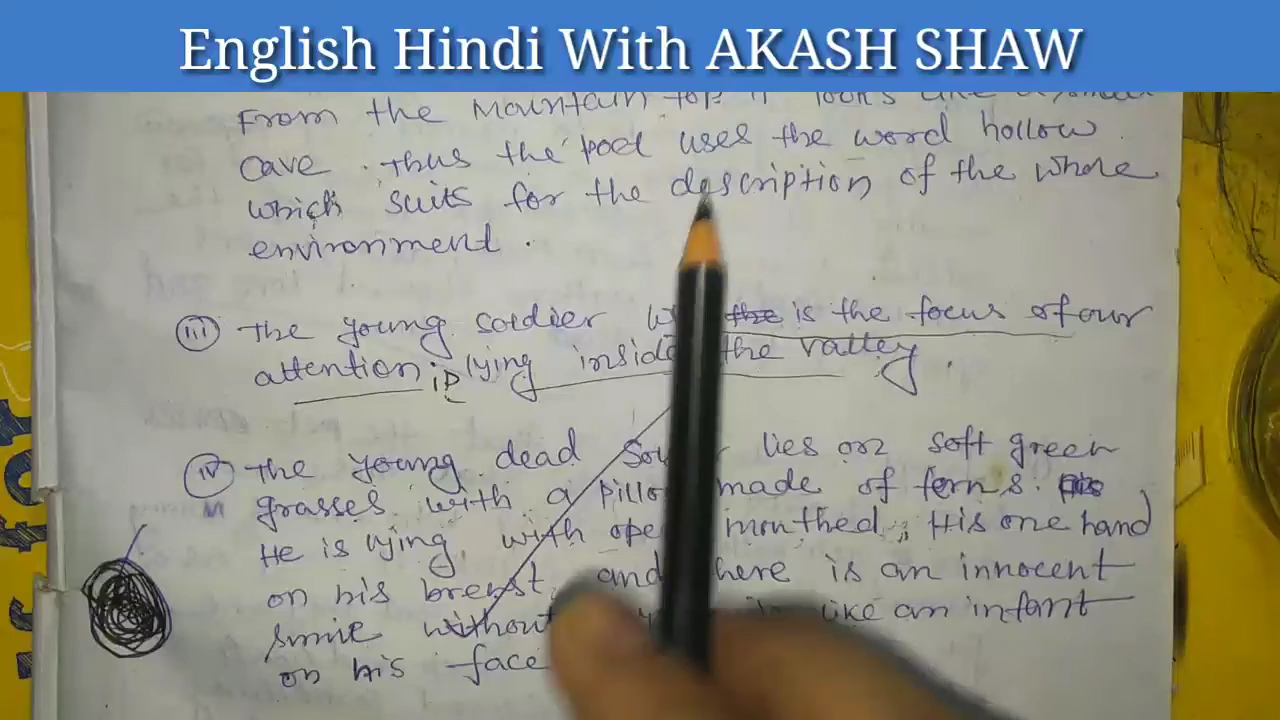 English Hindi With AKASH SHAW
From the Mountain top it looks like a small
cave. Thus the poet uses the word hollow
which suits for the description of the whole
environment.
(iii) The young soldier is the focus of our
attention. lying inside the valley.
(iv) The young dead lies on soft green
grasses with a pillow made of ferns.
He is lying with open mouthed, His one hand
on his breast, and there is an innocent
smile without like an infant
on his face